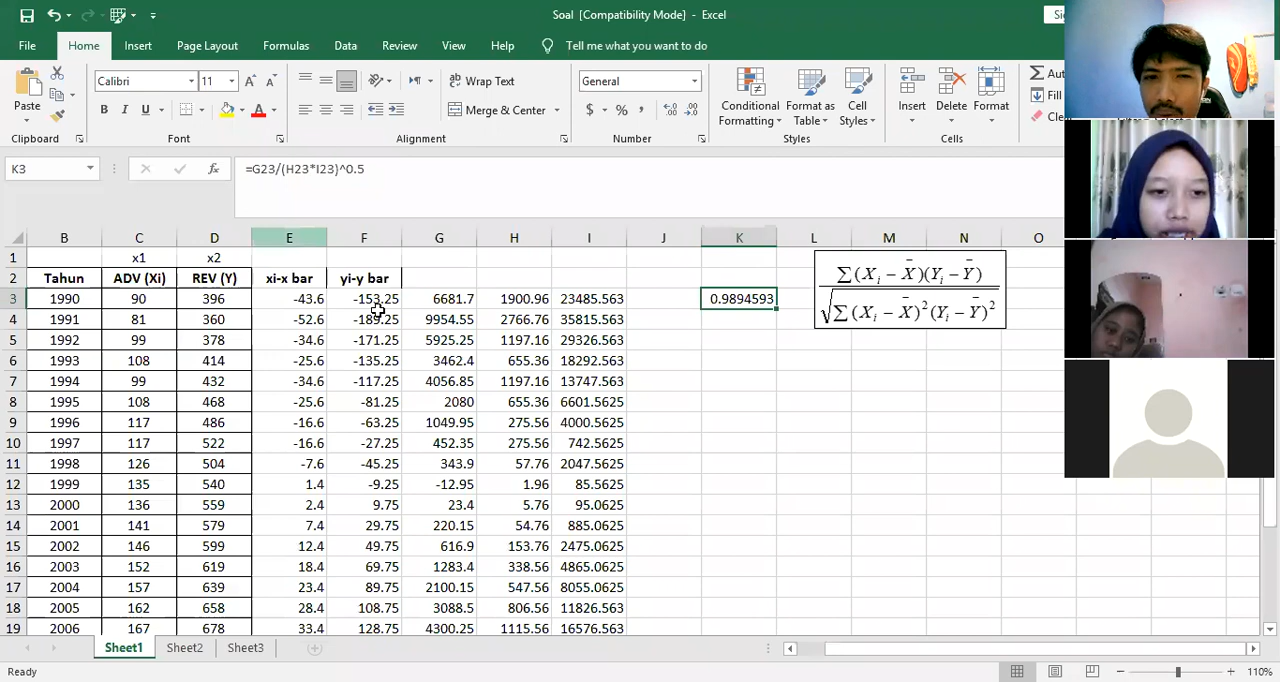 Soal [Compatibility Mode] - Excel
File Home Insert Page Layout Formulas Data Review View Help Tell me what you want to do
Paste
Calibri 11
Wrap Text
Merge & Center
General
Conditional Formatting
Format as Table
Cell Styles
Insert Delete Format
Fill
Clipboard Font Alignment Number Styles Cells
K3 fx =G23/(H23*I23)^0.5
B C D E F G H I J K L M N O
1 x1 x2
2 Tahun ADV (Xi) REV (Y) xi-x bar yi-y bar
3 1990 90 396 -43.6 -153.25 6681.7 1900.96 23485.563 0.9894593
4 1991 81 360 -52.6 -189.25 9954.55 2766.76 35815.563
5 1992 99 378 -34.6 -171.25 5925.25 1197.16 29326.563
6 1993 108 414 -25.6 -135.25 3462.4 655.36 18292.563
7 1994 99 432 -34.6 -117.25 4056.85 1197.16 13747.563
8 1995 108 468 -25.6 -81.25 2080 655.36 6601.5625
9 1996 117 486 -16.6 -63.25 1049.95 275.56 4000.5625
10 1997 117 522 -16.6 -27.25 452.35 275.56 742.5625
11 1998 126 504 -7.6 -45.25 343.9 57.76 2047.5625
12 1999 135 540 1.4 -9.25 -12.95 1.96 85.5625
13 2000 136 559 2.4 9.75 23.4 5.76 95.0625
14 2001 141 579 7.4 29.75 220.15 54.76 885.0625
15 2002 146 599 12.4 49.75 616.9 153.76 2475.0625
16 2003 152 619 18.4 69.75 1283.4 338.56 4865.0625
17 2004 157 639 23.4 89.75 2100.15 547.56 8055.0625
18 2005 162 658 28.4 108.75 3088.5 806.56 11826.563
19 2006 167 678 33.4 128.75 4300.25 1115.56 16576.563
∑(Xi − X̄)(Yi − Ȳ)
√∑(Xi − X̄)²(Yi − Ȳ)²
Sheet1 Sheet2 Sheet3
Ready 110%